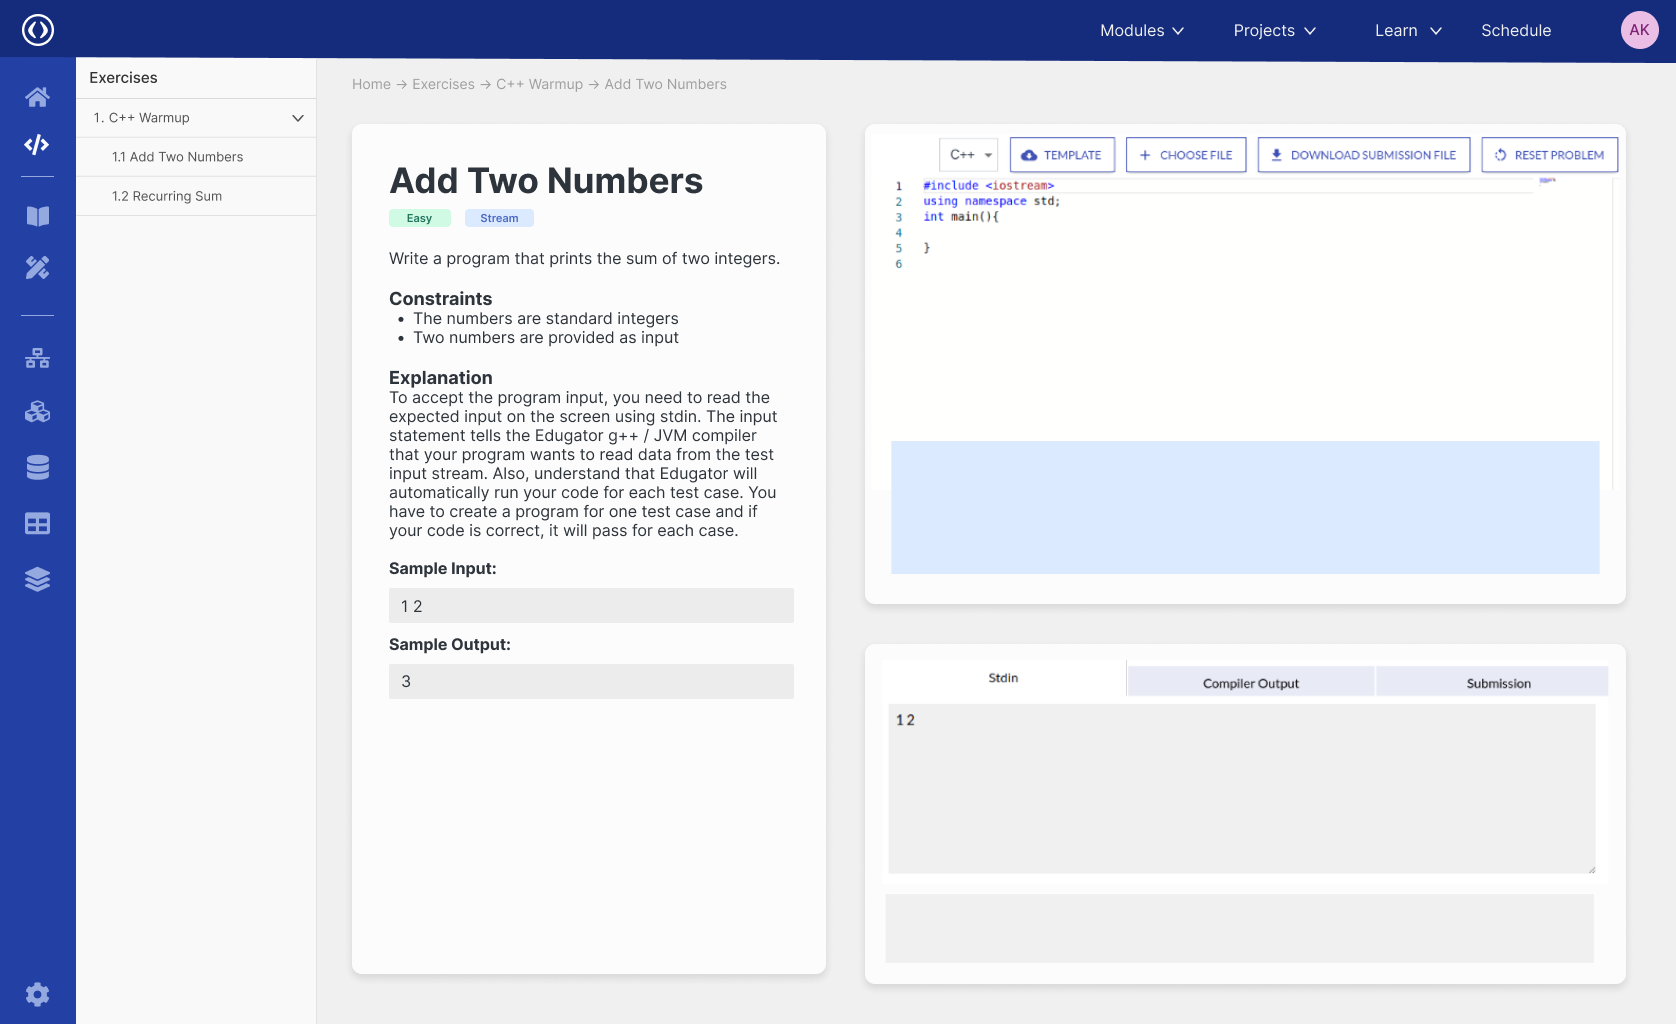 Modules
Projects
Learn
Schedule
AK
Exercises
1. C++ Warmup
1.1 Add Two Numbers
1.2 Recurring Sum
Home → Exercises → C++ Warmup → Add Two Numbers
Add Two Numbers
Easy
Stream
Write a program that prints the sum of two integers.
Constraints
• The numbers are standard integers
• Two numbers are provided as input
Explanation
To accept the program input, you need to read the
expected input on the screen using stdin. The input
statement tells the Edugator g++ / JVM compiler
that your program wants to read data from the test
input stream. Also, understand that Edugator will
automatically run your code for each test case. You
have to create a program for one test case and if
your code is correct, it will pass for each case.
Sample Input:
1 2
Sample Output:
3
C++
TEMPLATE
+ CHOOSE FILE
DOWNLOAD SUBMISSION FILE
RESET PROBLEM
1 #include <iostream>
2 using namespace std;
3 int main(){
4
5 }
6
Stdin
Compiler Output
Submission
1 2